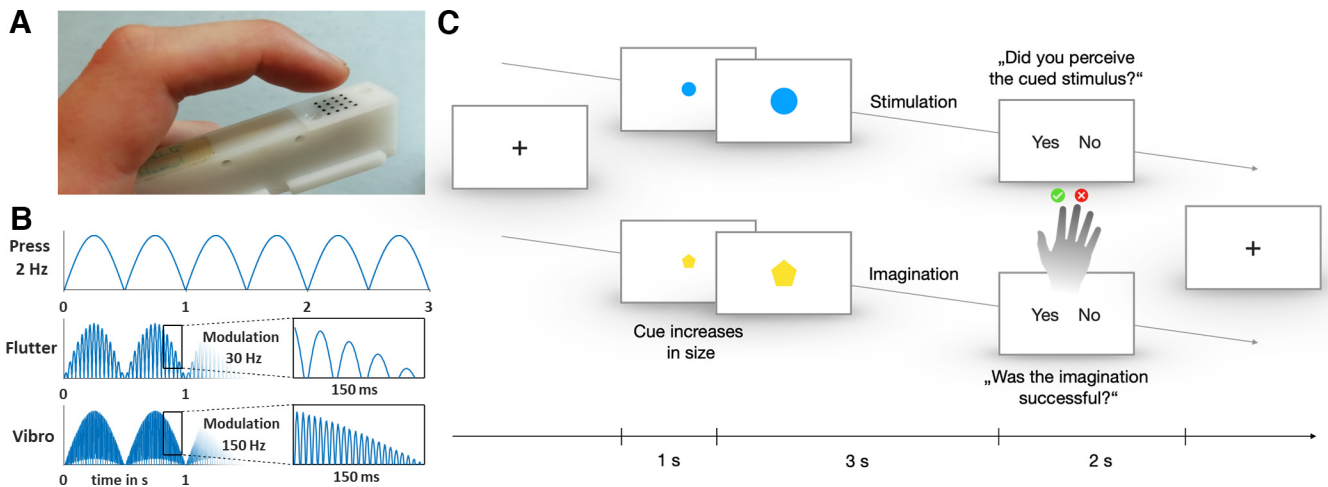 A
B
Press
2 Hz
0
1
2
3
Flutter
Modulation
30 Hz
0
1
150 ms
Vibro
Modulation
150 Hz
0
time in s
1
150 ms
C
+
Cue increases
in size
Stimulation
Imagination
„Did you perceive
the cued stimulus?“
Yes No
Yes No
„Was the imagination
successful?“
+
1 s
3 s
2 s